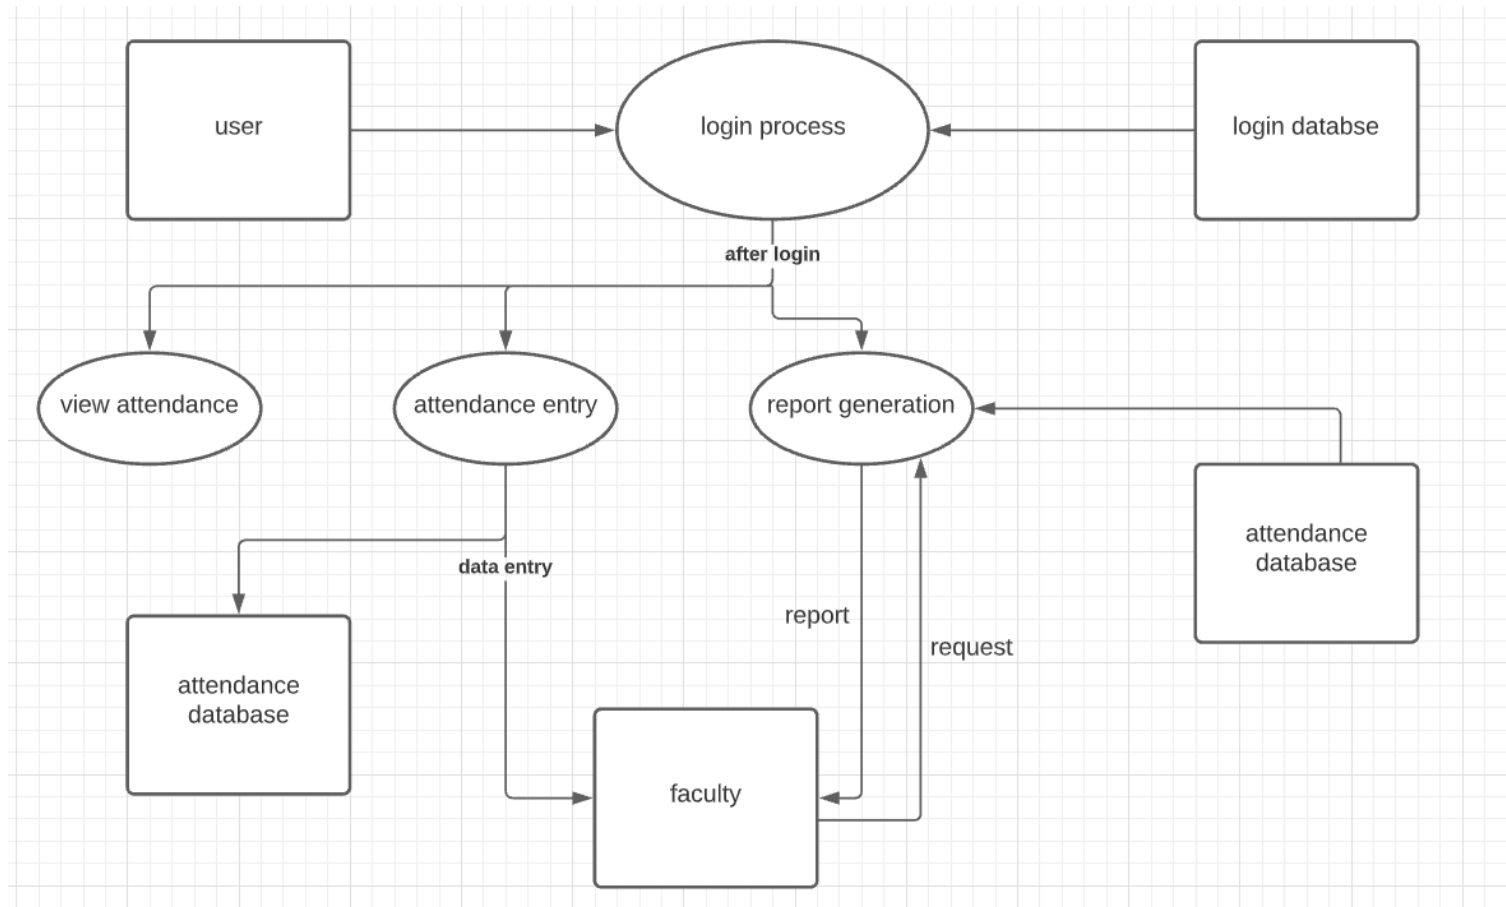 user
login process
login databse
after login
view attendance
attendance entry
report generation
attendance
database
data entry
report
request
attendance
database
faculty